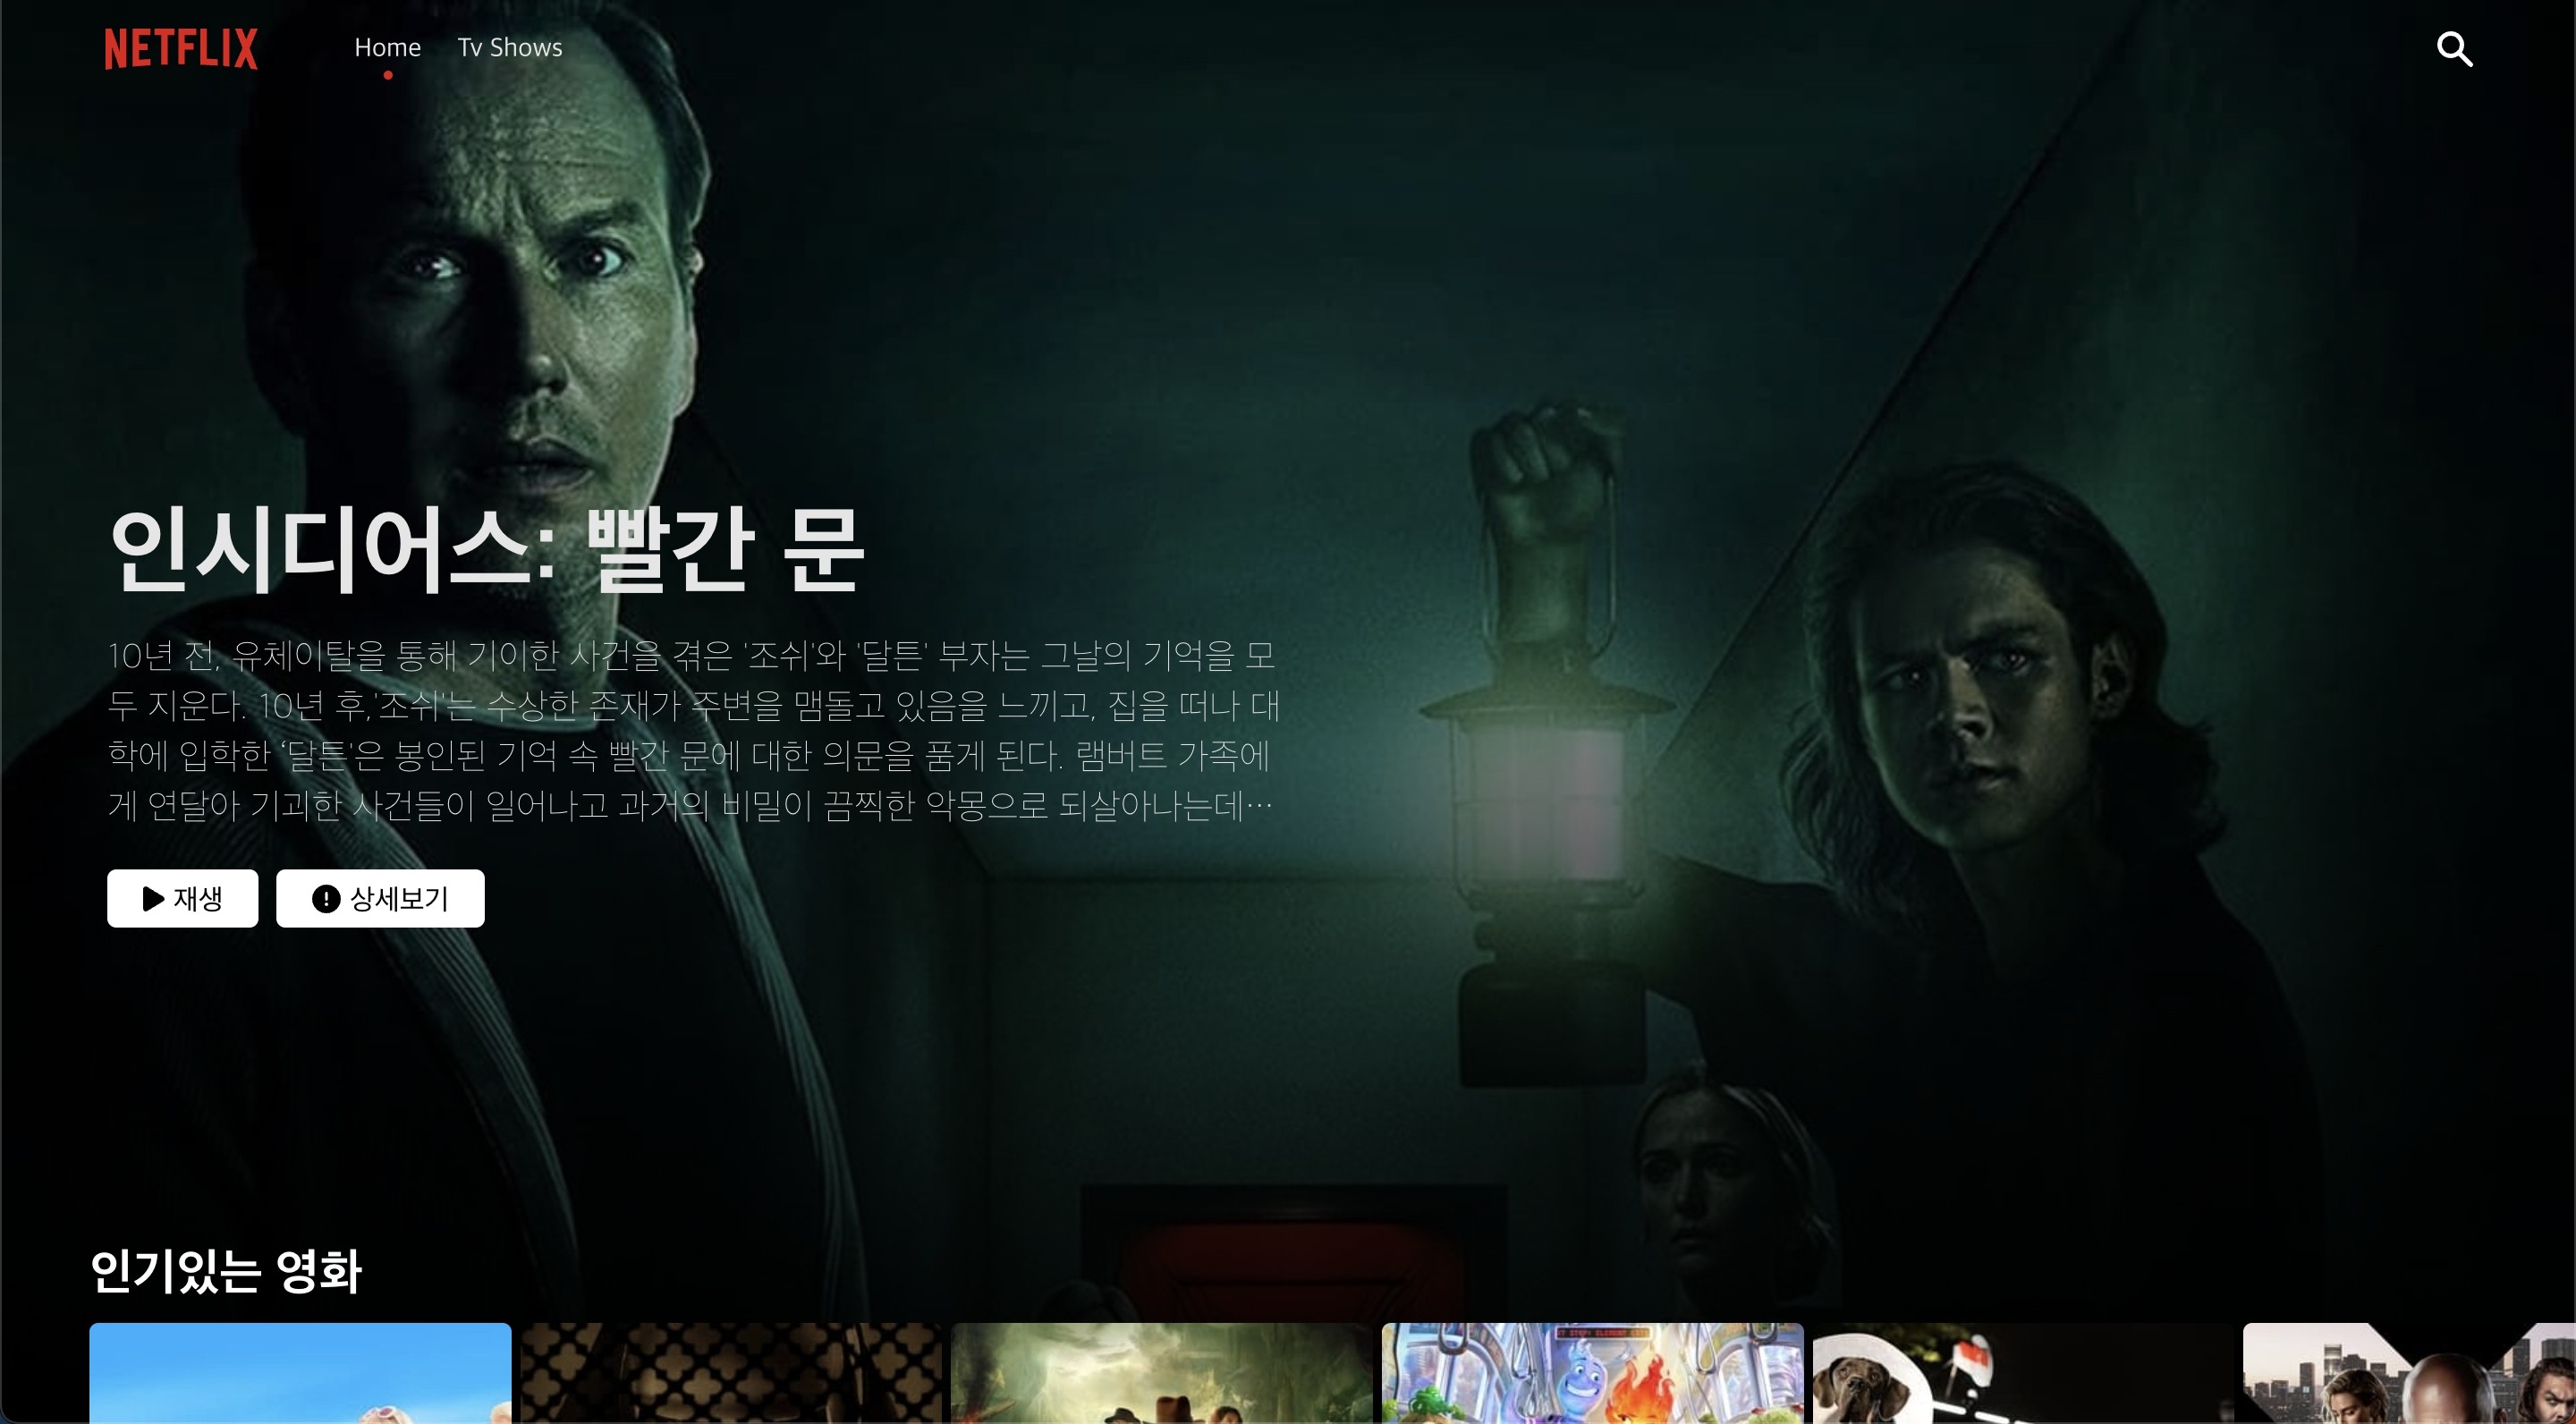 NETFLIX
Home
Tv Shows
인시디어스: 빨간 문
10년 전, 유체이탈을 통해 기이한 사건을 겪은 '조쉬'와 '달튼' 부자는 그날의 기억을 모
두 지운다. 10년 후,'조쉬'는 수상한 존재가 주변을 맴돌고 있음을 느끼고, 집을 떠나 대
학에 입학한 ‘달튼'은 봉인된 기억 속 빨간 문에 대한 의문을 품게 된다. 램버트 가족에
게 연달아 기괴한 사건들이 일어나고 과거의 비밀이 끔찍한 악몽으로 되살아나는데…
재생
상세보기
인기있는 영화